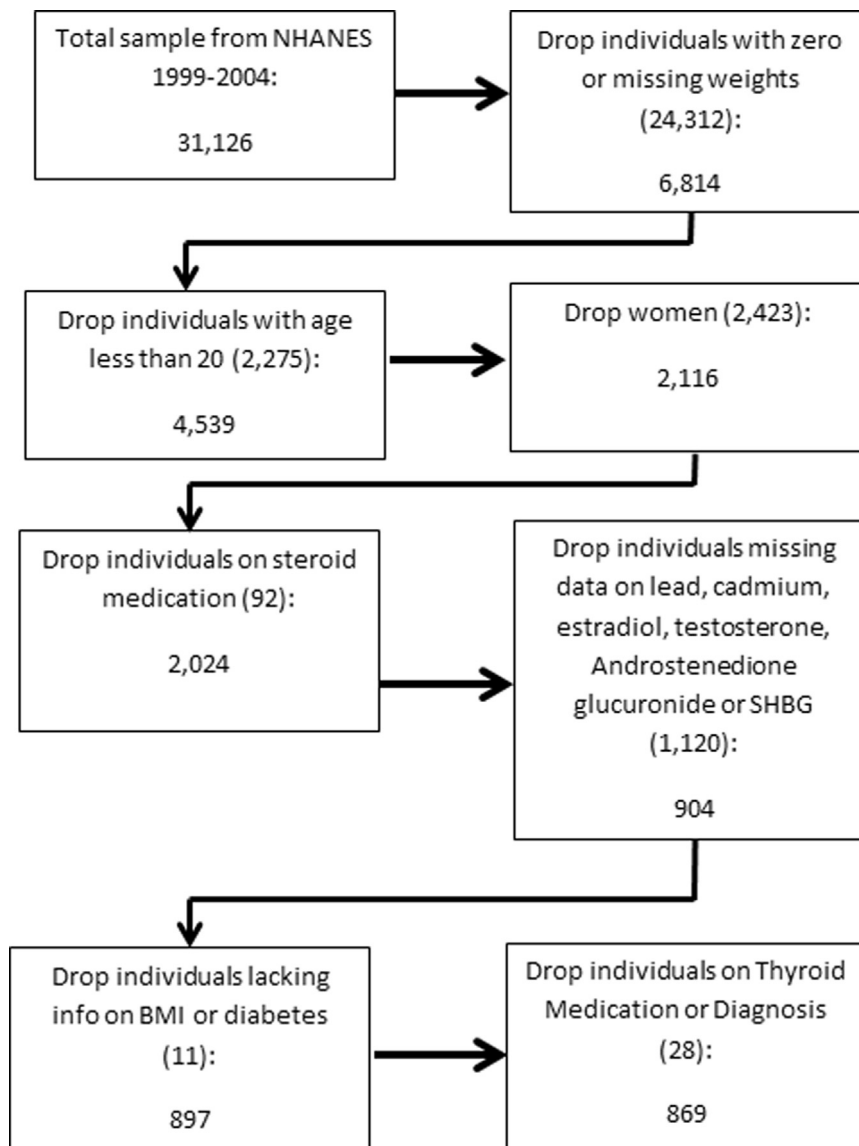 Total sample from NHANES
1999-2004:
31,126
Drop individuals with zero
or missing weights
(24,312):
6,814
Drop individuals with age
less than 20 (2,275):
4,539
Drop women (2,423):
2,116
Drop individuals on steroid
medication (92):
2,024
Drop individuals missing
data on lead, cadmium,
estradiol, testosterone,
Androstenedione
glucuronide or SHBG
(1,120):
904
Drop individuals lacking
info on BMI or diabetes
(11):
897
Drop individuals on Thyroid
Medication or Diagnosis
(28):
869